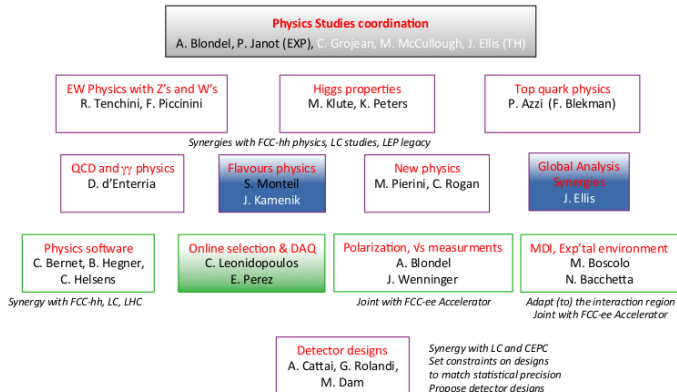 Physics Studies coordination
A. Blondel, P. Janot (EXP), C. Grojean, M. McCullough, J. Ellis (TH)
EW Physics with Z's and W's
R. Tenchini, F. Piccinini
Higgs properties
M. Klute, K. Peters
Top quark physics
P. Azzi (F. Blekman)
Synergies with FCC-hh physics, LC studies, LEP legacy
QCD and γγ physics
D. d'Enterria
Flavours physics
S. Monteil
J. Kamenik
New physics
M. Pierini, C. Rogan
Global Analysis
Synergies
J. Ellis
Physics software
C. Bernet, B. Hegner,
C. Helsens
Synergy with FCC-hh, LC, LHC
Online selection & DAQ
C. Leonidopoulos
E. Perez
Polarization, √s measurments
A. Blondel
J. Wenninger
Joint with FCC-ee Accelerator
MDI, Exp'tal environment
M. Boscolo
N. Bacchetta
Adapt (to) the interaction region
Joint with FCC-ee Accelerator
Detector designs
A. Cattai, G. Rolandi,
M. Dam
Synergy with LC and CEPC
Set constraints on designs
to match statistical precision
Propose detector designs